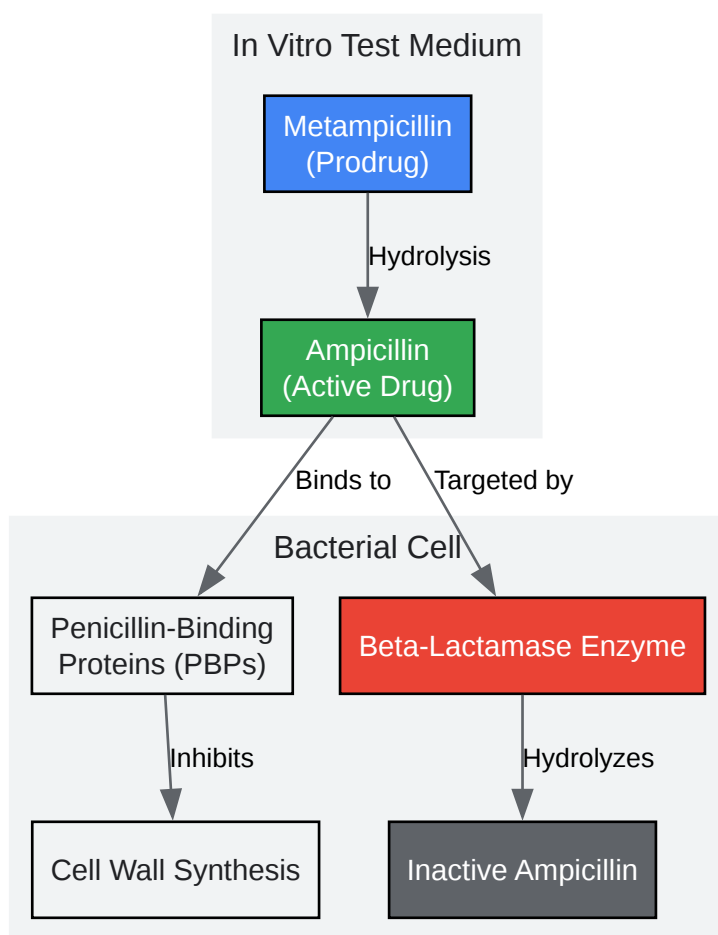 In Vitro Test Medium
Metampicillin
(Prodrug)
Hydrolysis
Ampicillin
(Active Drug)
Binds to
Targeted by
Bacterial Cell
Penicillin-Binding
Proteins (PBPs)
Beta-Lactamase Enzyme
Inhibits
Hydrolyzes
Cell Wall Synthesis
Inactive Ampicillin